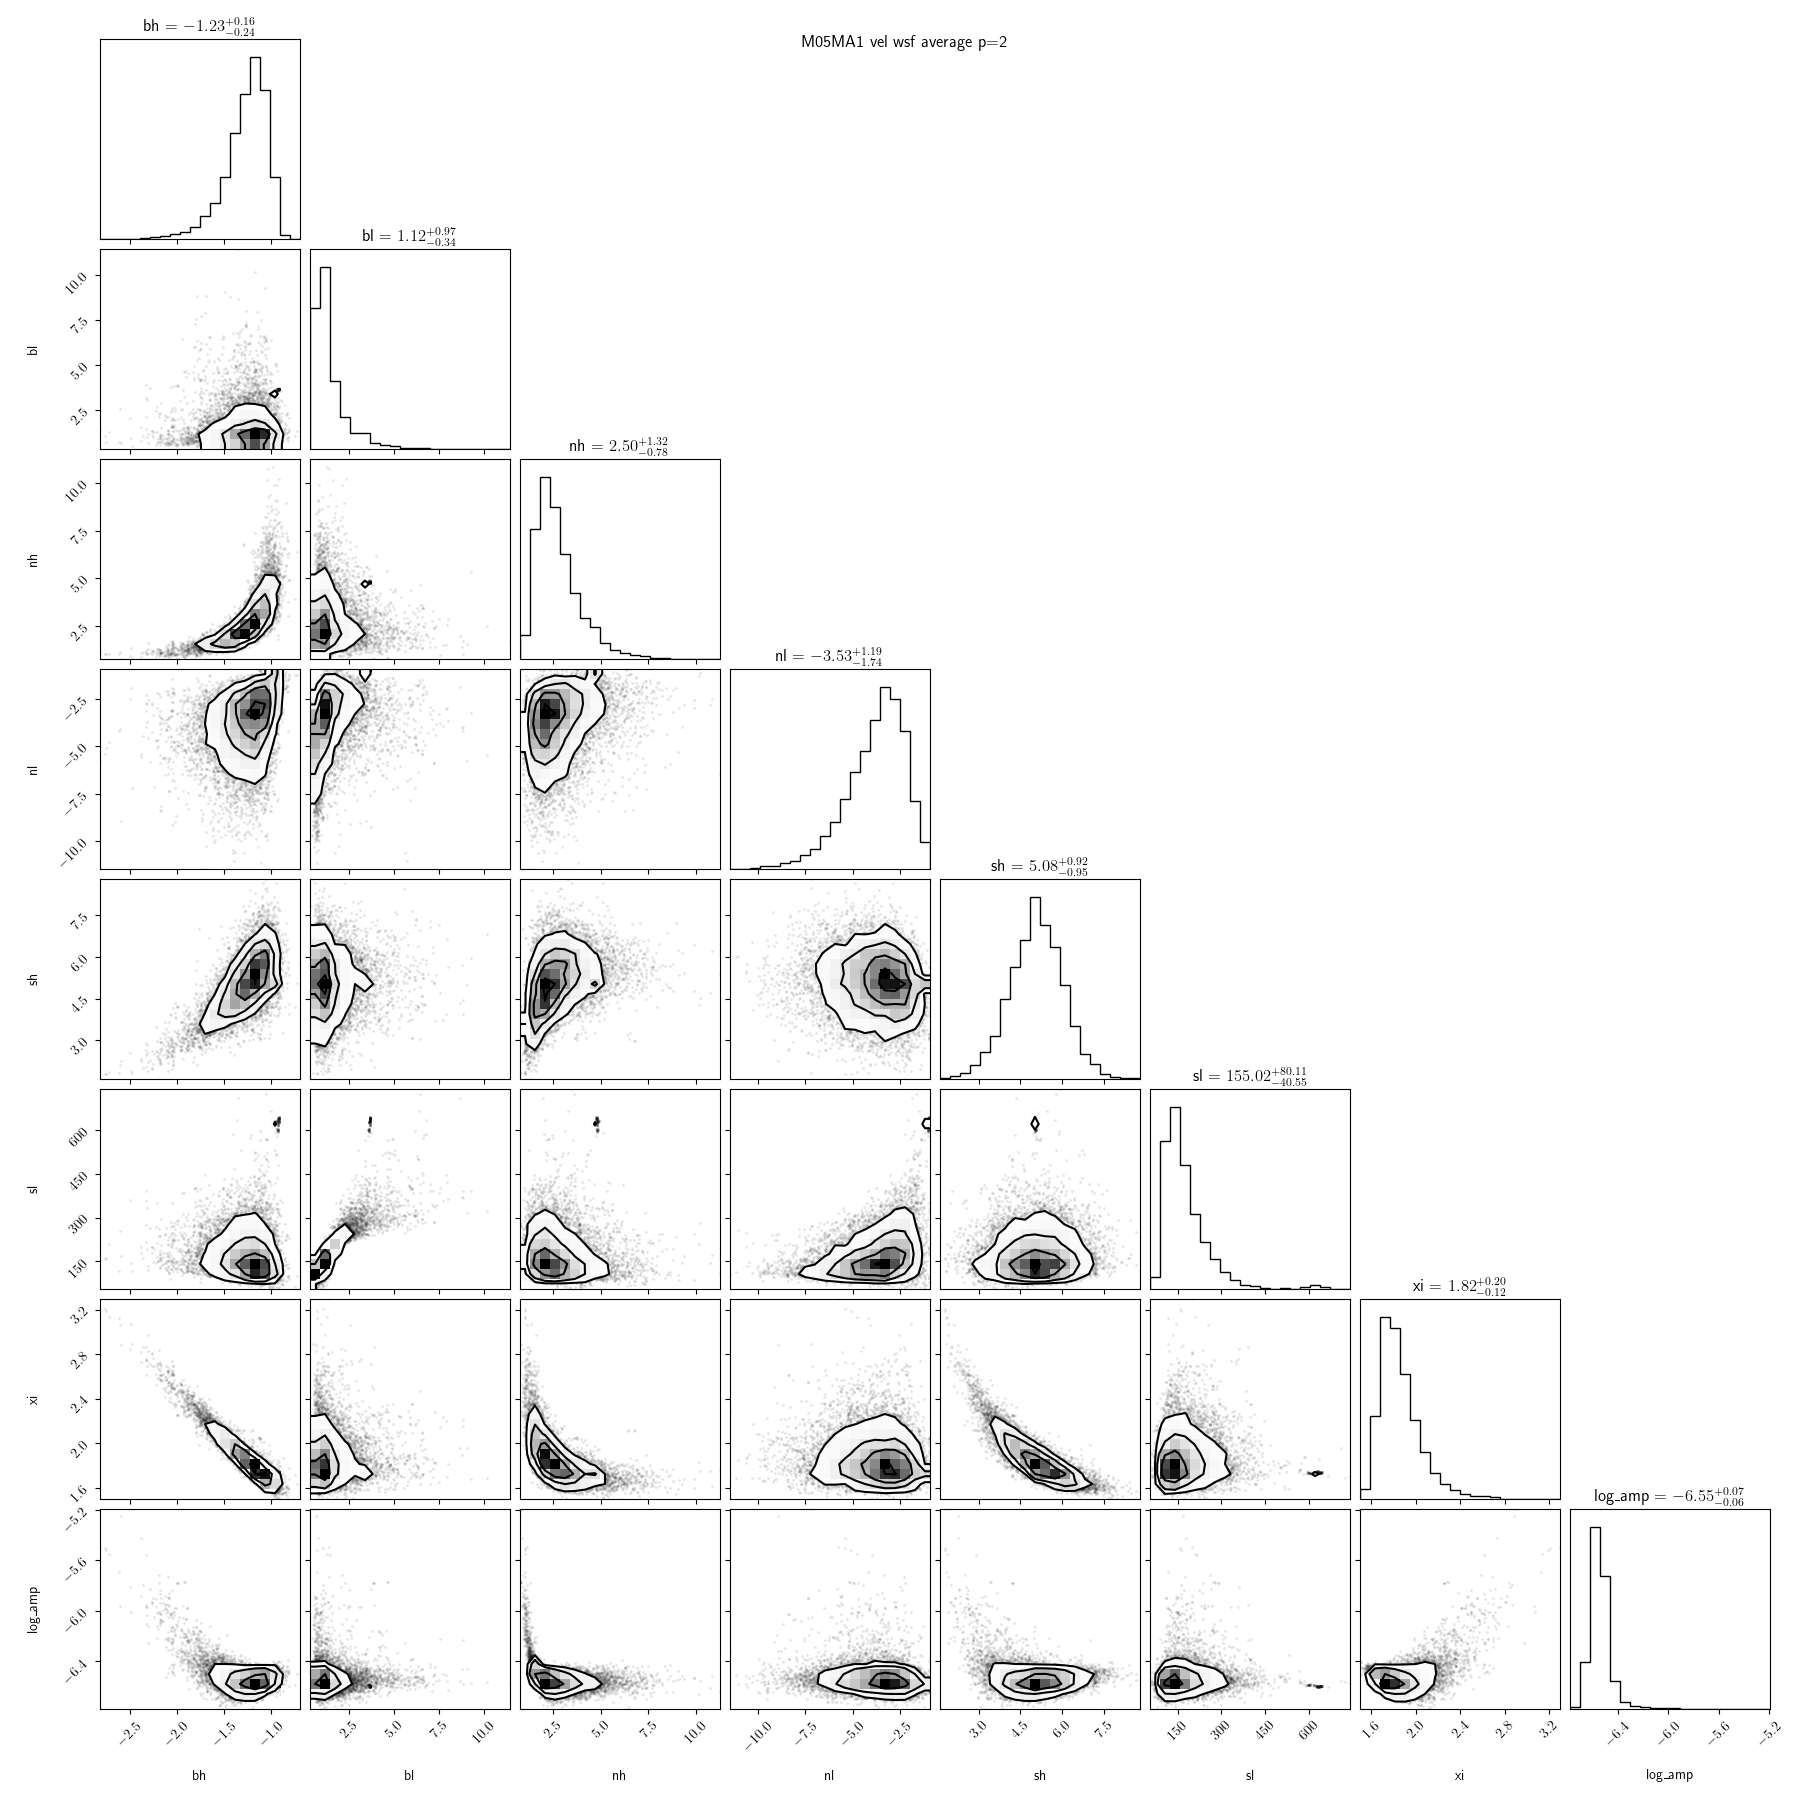 M05MA1 vel wsf average p=2
bh = −1.23 +0.16 −0.24
bl = 1.12 +0.97 −0.34
10.0
7.5
5.0
2.5
bl
nh = 2.50 +1.32 −0.78
10.0
7.5
5.0
2.5
nh
nl = −3.53 +1.19 −1.74
−2.5
−5.0
−7.5
−10.0
nl
sh = 5.08 +0.92 −0.95
7.5
6.0
4.5
3.0
sh
sl = 155.02 +80.11 −40.55
600
450
300
150
sl
xi = 1.82 +0.20 −0.12
3.2
2.8
2.4
2.0
1.6
xi
log_amp = −6.55 +0.07 −0.06
−5.2
−5.6
−6.0
−6.4
log_amp
−2.5 −2.0 −1.5 −1.0 2.5 5.0 7.5 10.0 2.5 5.0 7.5 10.0 −10.0 −7.5 −5.0 −2.5 3.0 4.5 6.0 7.5 150 300 450 600 1.6 2.0 2.4 2.8 3.2 −6.4 −6.0 −5.6 −5.2
bh bl nh nl sh sl xi log_amp